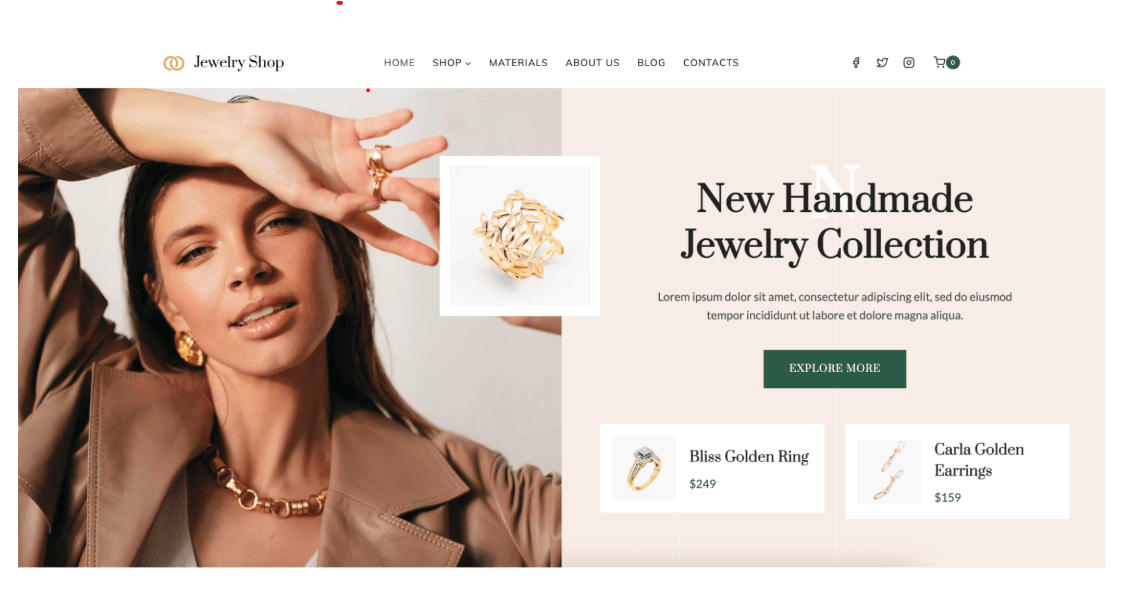 Jewelry Shop
HOME SHOP MATERIALS ABOUT US BLOG CONTACTS
0
N
New Handmade
Jewelry Collection
Lorem ipsum dolor sit amet, consectetur adipiscing elit, sed do eiusmod
tempor incididunt ut labore et dolore magna aliqua.
EXPLORE MORE
Bliss Golden Ring
$249
Carla Golden
Earrings
$159